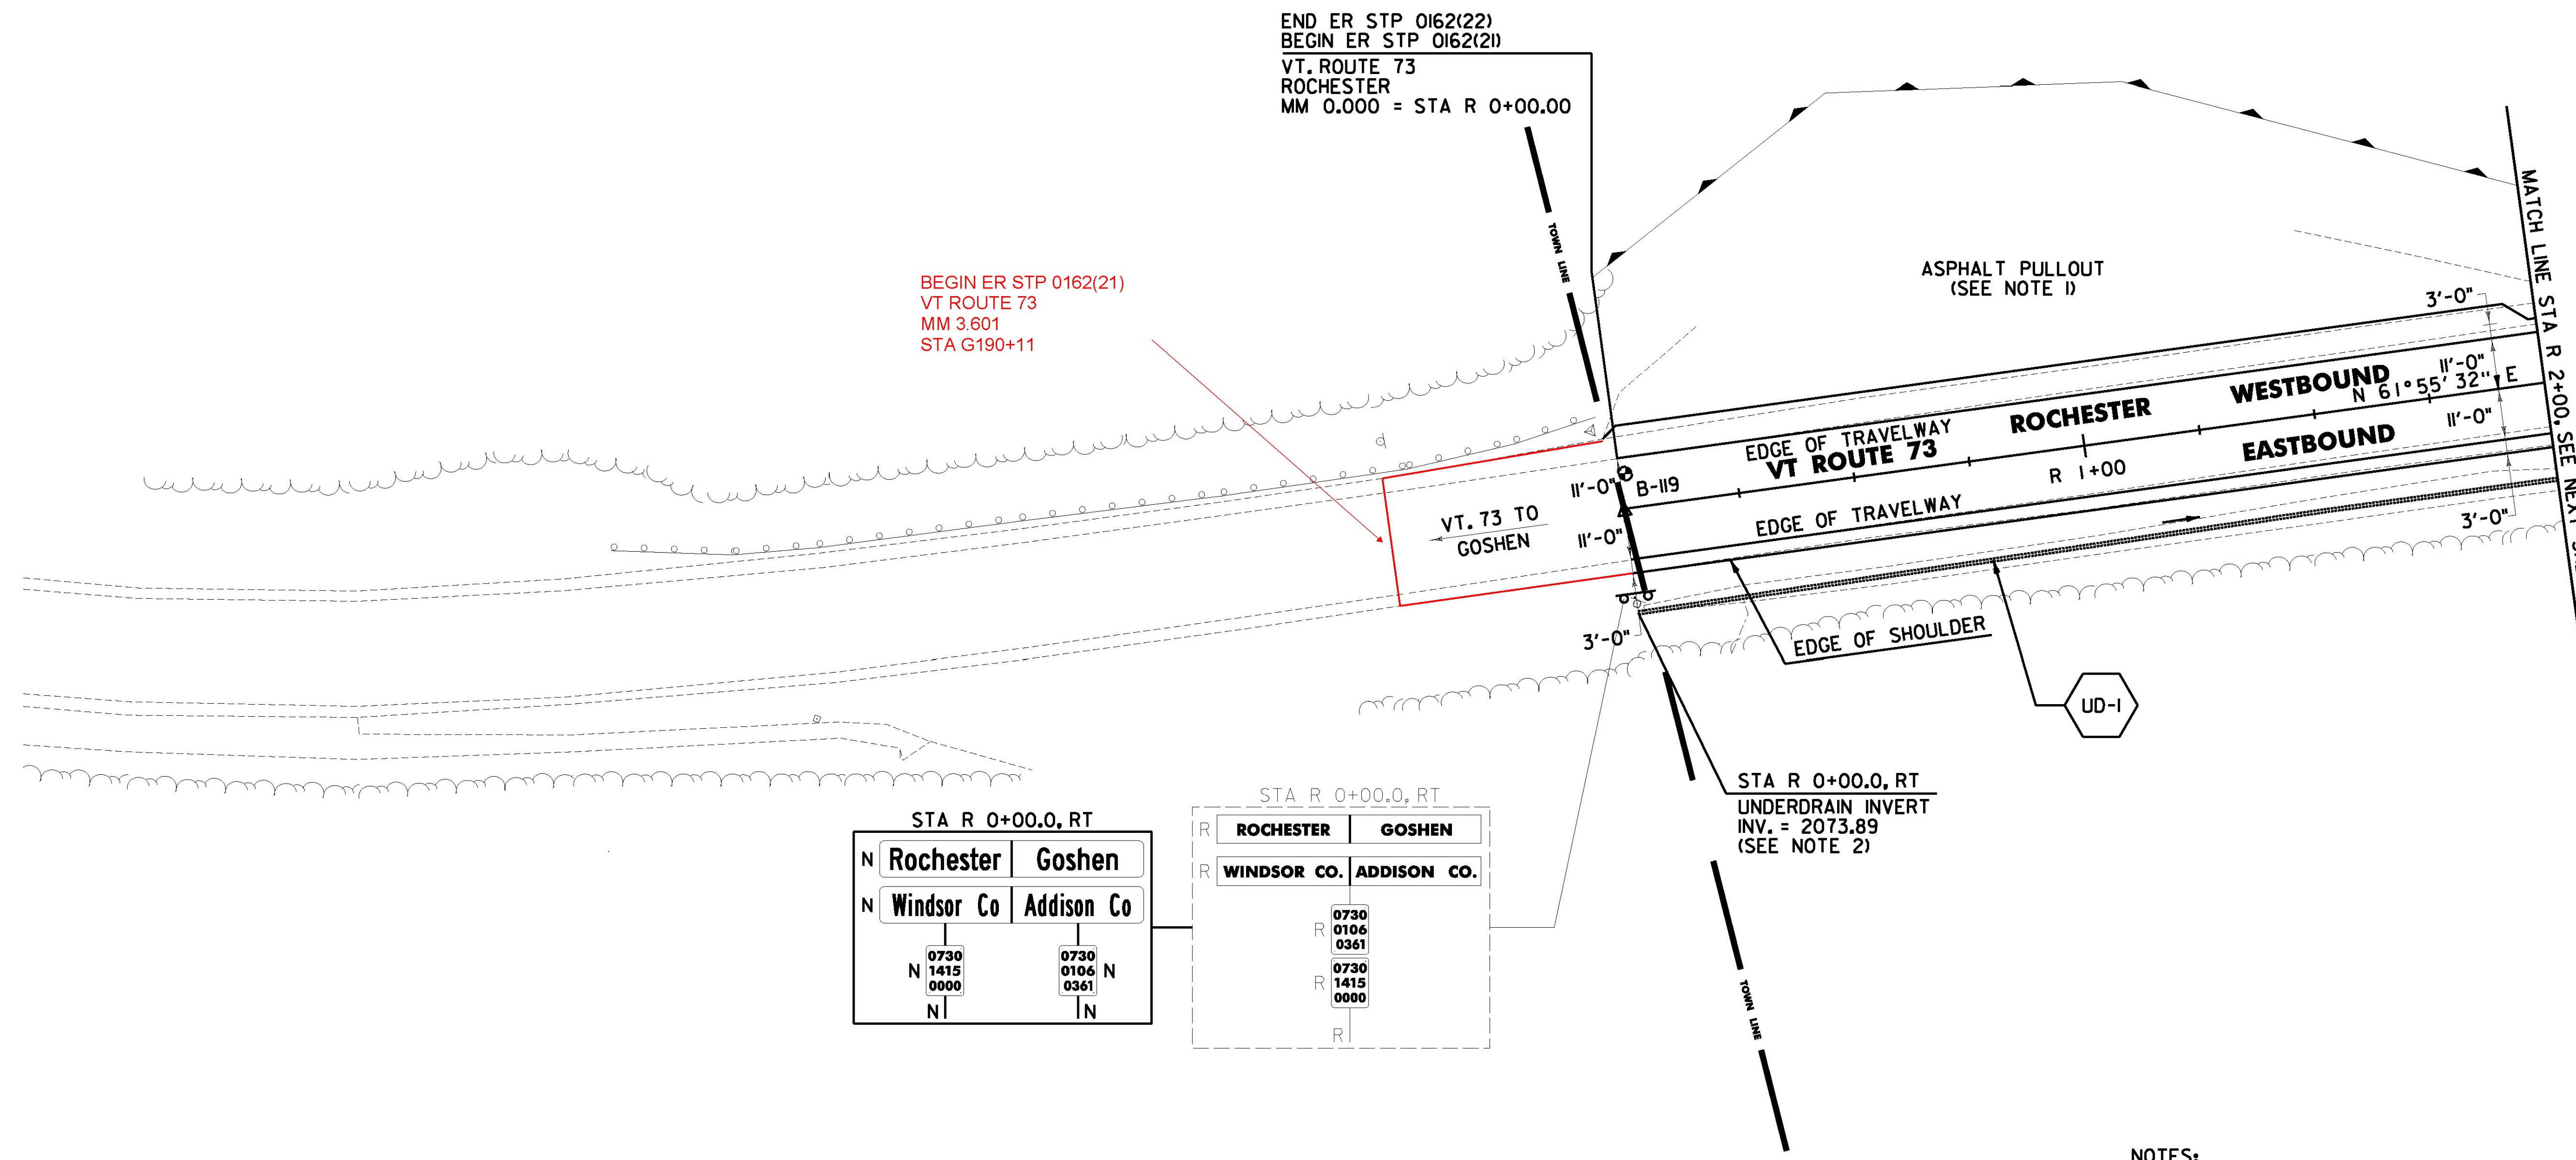 END ER STP 0162(22)
BEGIN ER STP 0162(21)
VT. ROUTE 73
ROCHESTER
MM 0.000 = STA R 0+00.00
TOWN LINE
BEGIN ER STP 0162(21)
VT ROUTE 73
MM 3.601
STA G190+11
ASPHALT PULLOUT
(SEE NOTE 1)
MATCH LINE STA R 2+00, SEE NEXT
3'-0"
11'-0"
N 61°55'32" E
11'-0"
3'-0"
WESTBOUND
ROCHESTER
EDGE OF TRAVELWAY
VT ROUTE 73
EASTBOUND
R 1+00
EDGE OF TRAVELWAY
11'-0"
B-119
11'-0"
VT. 73 TO
GOSHEN
3'-0"
EDGE OF SHOULDER
UD-1
STA R 0+00.0, RT
UNDERDRAIN INVERT
INV. = 2073.89
(SEE NOTE 2)
STA R 0+00.0, RT
N Rochester Goshen
N Windsor Co Addison Co
0730
N 1415
0000
N
0730
0106 N
0361
N
STA R 0+00.0, RT
R ROCHESTER GOSHEN
R WINDSOR CO. ADDISON CO.
0730
R 0106
0361
0730
R 1415
0000
R
TOWN LINE
NOTES: